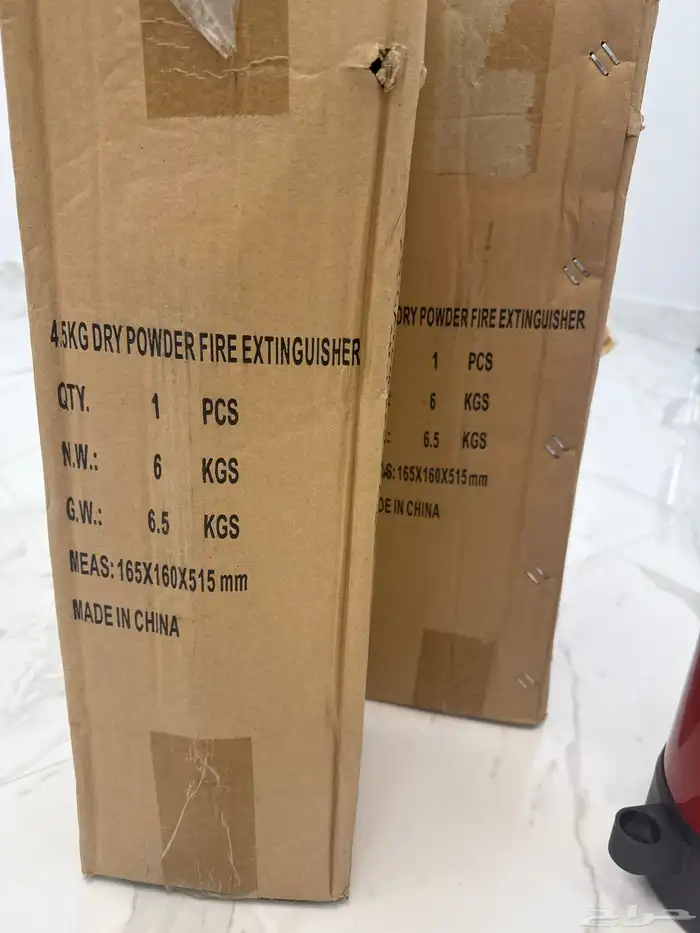 4.5KG DRY POWDER FIRE EXTINGUISHER
QTY. 1 PCS
N.W.: 6 KGS
G.W.: 6.5 KGS
MEAS: 165X160X515 mm
MADE IN CHINA
DRY POWDER FIRE EXTINGUISHER
1 PCS
: 6 KGS
: 6.5 KGS
AS: 165X160X515 mm
DE IN CHINA
حراج